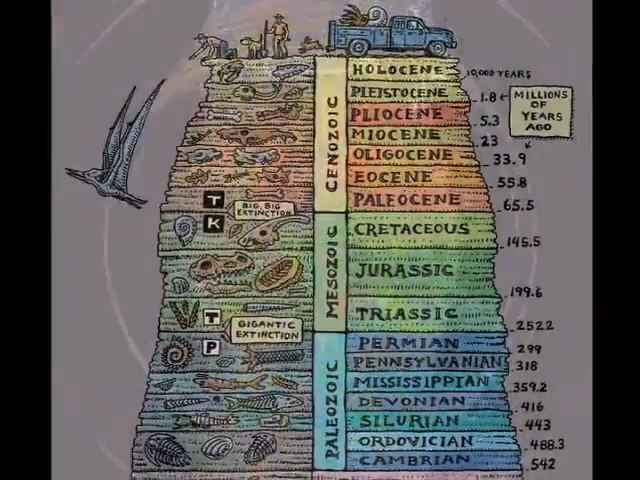 HOLOCENE
10,000 YEARS
PLEISTOCENE
1.8
MILLIONS
OF
YEARS
AGO
PLIOCENE
5.3
MIOCENE
23
OLIGOCENE
33.9
EOCENE
55.8
PALEOCENE
65.5
CENOZOIC
T
BIG, BIG
EXTINCTION
K
CRETACEOUS
145.5
JURASSIC
199.6
TRIASSIC
252.2
MESOZOIC
T
GIGANTIC
EXTINCTION
P
PERMIAN
299
PENNSYLVANIAN
318
MISSISSIPPIAN
359.2
DEVONIAN
416
SILURIAN
443
ORDOVICIAN
488.3
CAMBRIAN
542
PALEOZOIC